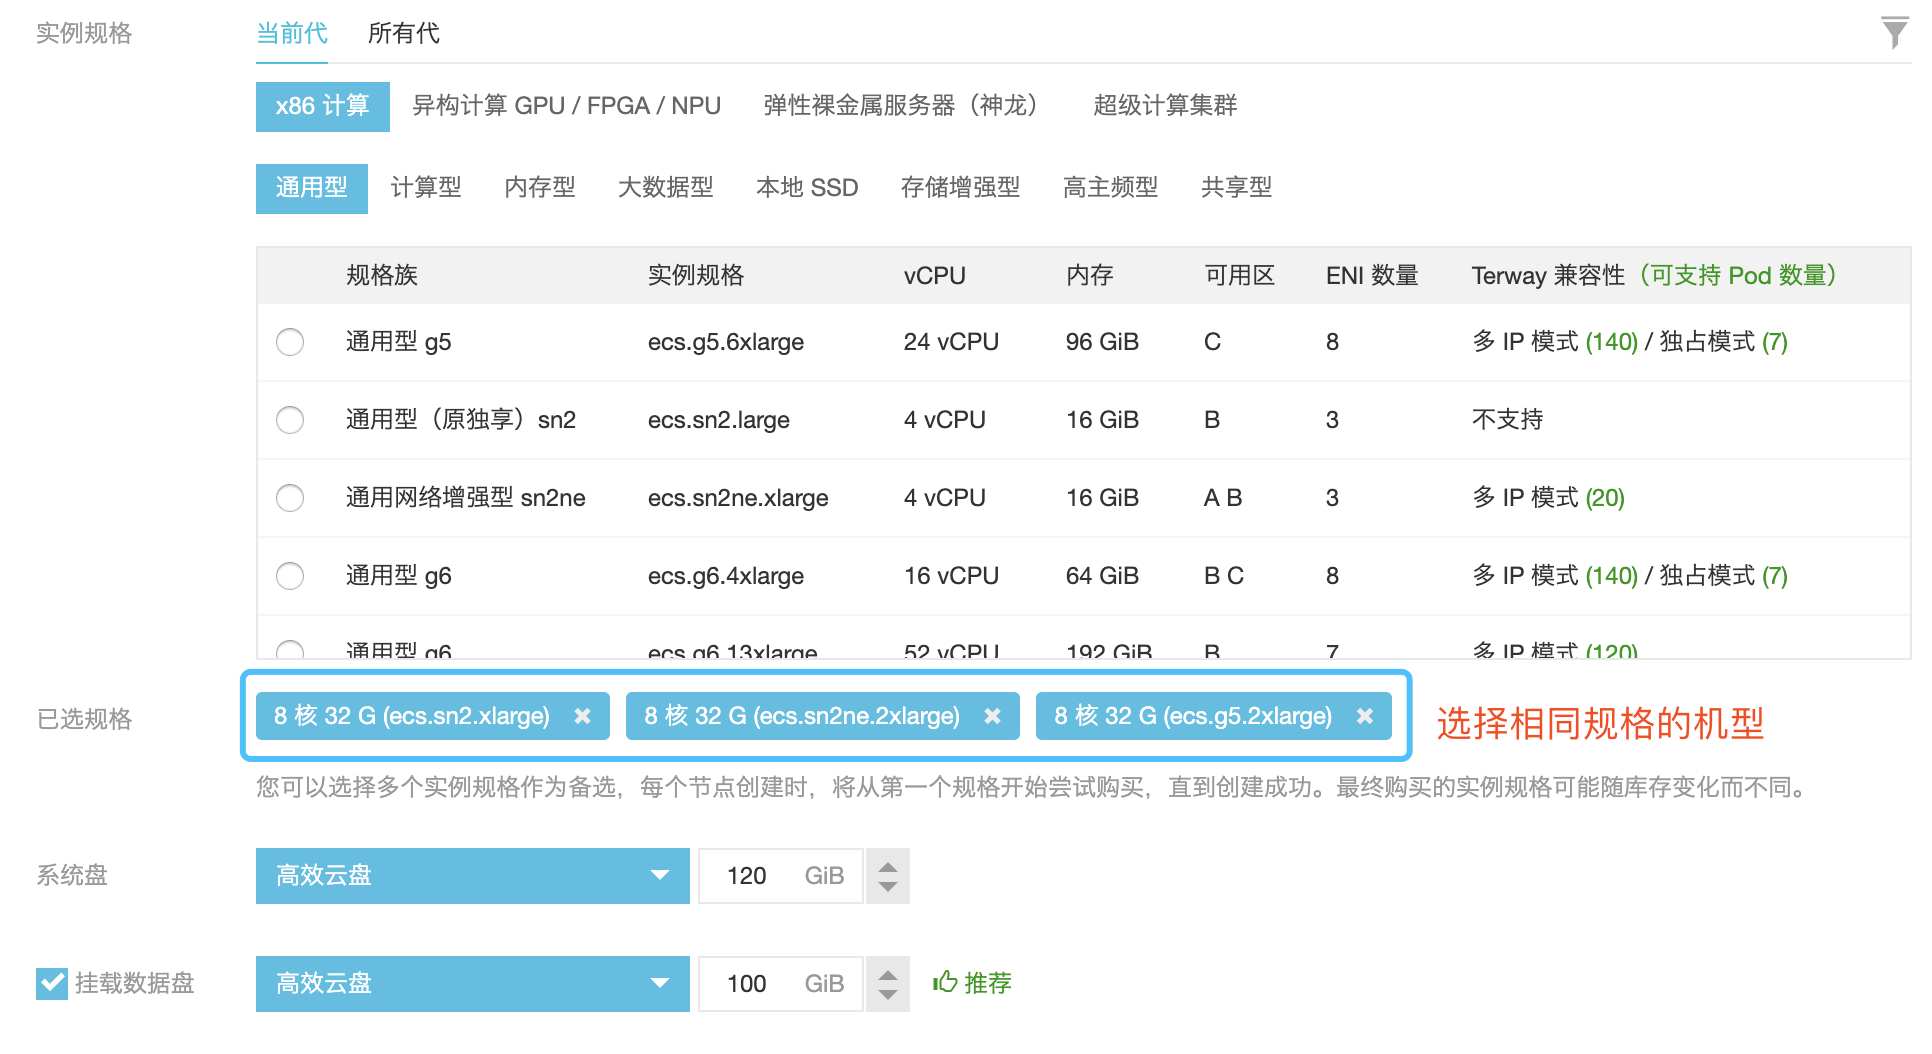 实例规格
当前代 所有代
x86 计算 异构计算 GPU / FPGA / NPU 弹性裸金属服务器（神龙） 超级计算集群
通用型 计算型 内存型 大数据型 本地 SSD 存储增强型 高主频型 共享型
规格族 实例规格 vCPU 内存 可用区 ENI 数量 Terway 兼容性（可支持 Pod 数量）
通用型 g5 ecs.g5.6xlarge 24 vCPU 96 GiB C 8 多 IP 模式 (140) / 独占模式 (7)
通用型（原独享）sn2 ecs.sn2.large 4 vCPU 16 GiB B 3 不支持
通用网络增强型 sn2ne ecs.sn2ne.xlarge 4 vCPU 16 GiB A B 3 多 IP 模式 (20)
通用型 g6 ecs.g6.4xlarge 16 vCPU 64 GiB B C 8 多 IP 模式 (140) / 独占模式 (7)
通用型 g6 ecs.g6.13xlarge 52 vCPU 192 GiB B 7 多 IP 模式 (120)
已选规格 8 核 32 G (ecs.sn2.xlarge) 8 核 32 G (ecs.sn2ne.2xlarge) 8 核 32 G (ecs.g5.2xlarge) 选择相同规格的机型
您可以选择多个实例规格作为备选，每个节点创建时，将从第一个规格开始尝试购买，直到创建成功。最终购买的实例规格可能随库存变化而不同。
系统盘 高效云盘 120 GiB
挂载数据盘 高效云盘 100 GiB 推荐